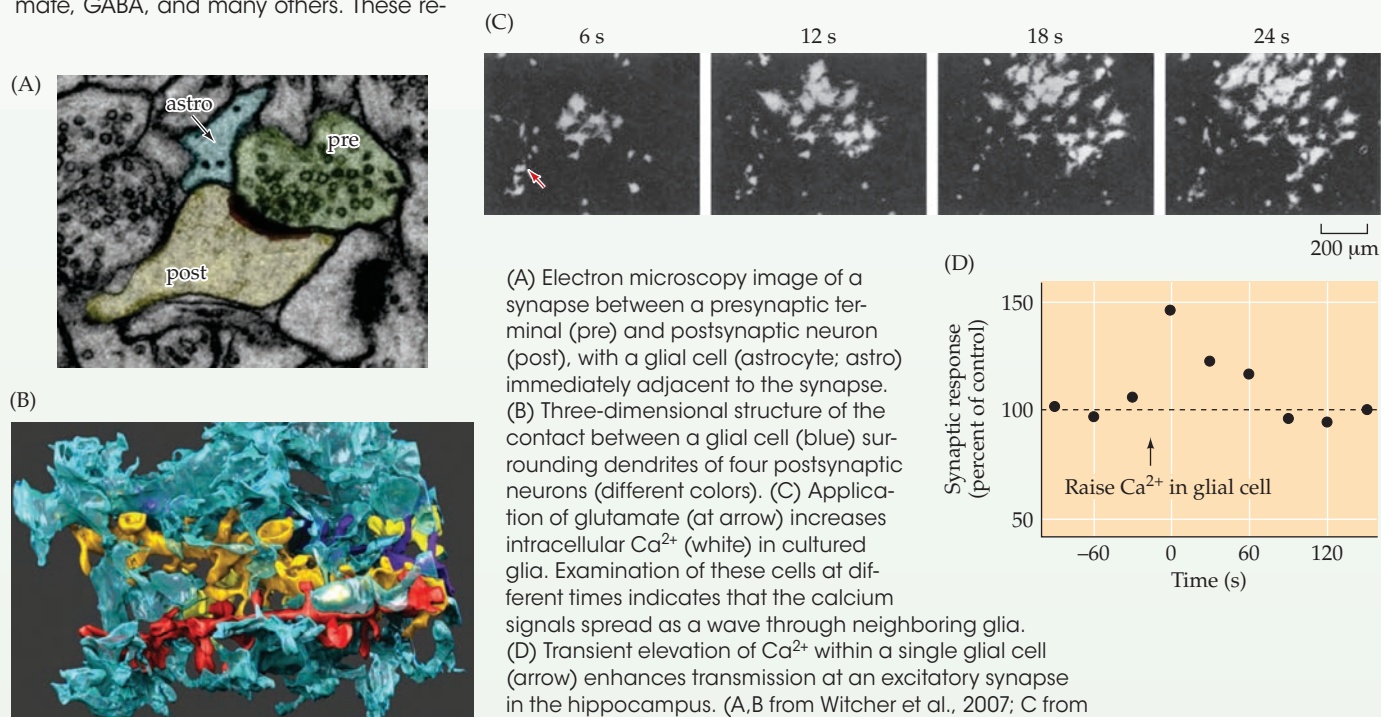 mate, GABA, and many others. These re-
(A)
astro
pre
post
(B)
(C)
6 s
12 s
18 s
24 s
200 µm
(A) Electron microscopy image of a
synapse between a presynaptic ter-
minal (pre) and postsynaptic neuron
(post), with a glial cell (astrocyte; astro)
immediately adjacent to the synapse.
(B) Three-dimensional structure of the
contact between a glial cell (blue) sur-
rounding dendrites of four postsynaptic
neurons (different colors). (C) Applica-
tion of glutamate (at arrow) increases
intracellular Ca²⁺ (white) in cultured
glia. Examination of these cells at dif-
ferent times indicates that the calcium
signals spread as a wave through neighboring glia.
(D) Transient elevation of Ca²⁺ within a single glial cell
(arrow) enhances transmission at an excitatory synapse
in the hippocampus. (A,B from Witcher et al., 2007; C from
(D)
Synaptic response
(percent of control)
150
100
50
Raise Ca²⁺ in glial cell
–60
0
60
120
Time (s)